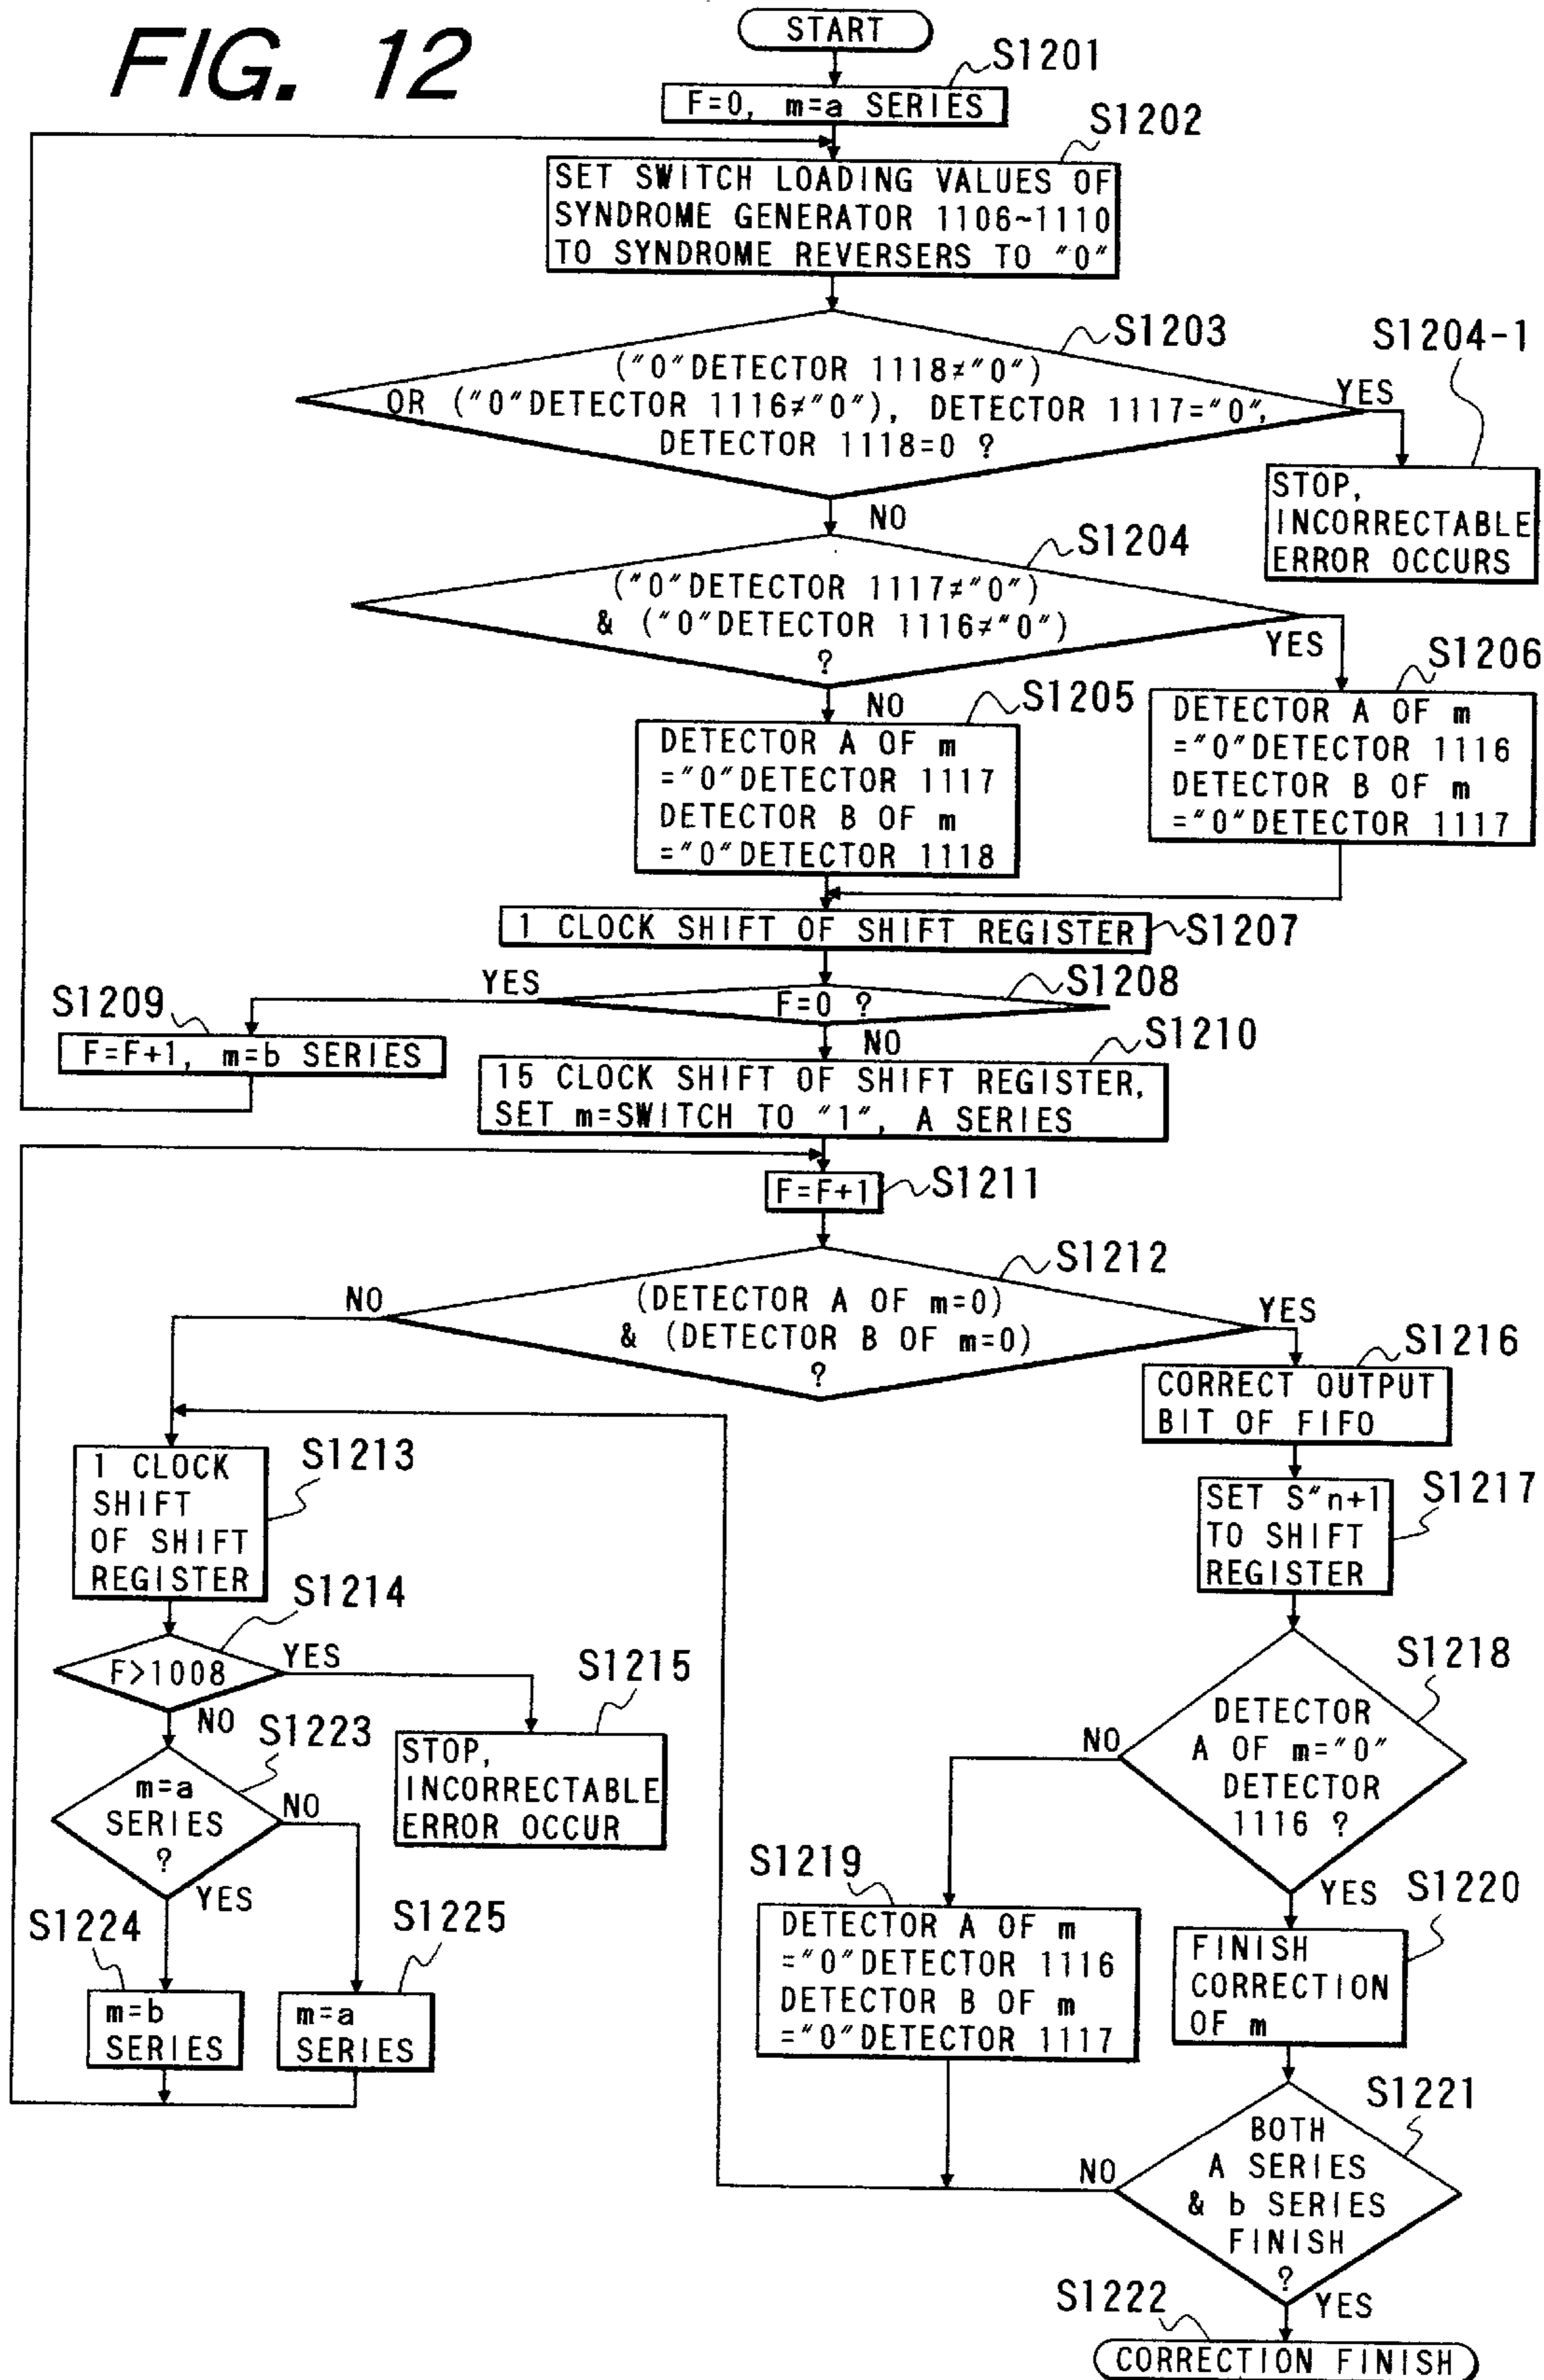 FIG. 12
START
S1201
F=0, m=a SERIES
S1202
SET SWITCH LOADING VALUES OF
SYNDROME GENERATOR 1106~1110
TO SYNDROME REVERSERS TO "0"
S1203
("0"DETECTOR 1118≠"0")
OR ("0"DETECTOR 1116≠"0"), DETECTOR 1117="0",
DETECTOR 1118=0 ?
YES
S1204-1
STOP,
INCORRECTABLE
ERROR OCCURS
NO
S1204
("0"DETECTOR 1117≠"0")
& ("0"DETECTOR 1116≠"0")
?
YES
S1206
DETECTOR A OF m
="0"DETECTOR 1116
DETECTOR B OF m
="0"DETECTOR 1117
NO
S1205
DETECTOR A OF m
="0"DETECTOR 1117
DETECTOR B OF m
="0"DETECTOR 1118
1 CLOCK SHIFT OF SHIFT REGISTER
S1207
YES
S1208
F=0 ?
S1209
F=F+1, m=b SERIES
NO
S1210
15 CLOCK SHIFT OF SHIFT REGISTER,
SET m=SWITCH TO "1", A SERIES
F=F+1
S1211
S1212
NO
(DETECTOR A OF m=0)
& (DETECTOR B OF m=0)
?
YES
S1216
CORRECT OUTPUT
BIT OF FIFO
S1213
1 CLOCK
SHIFT
OF SHIFT
REGISTER
S1217
SET S"n+1
TO SHIFT
REGISTER
S1214
F>1008
YES
S1215
STOP,
INCORRECTABLE
ERROR OCCUR
NO
S1223
m=a
SERIES
?
NO
YES
S1224
m=b
SERIES
S1225
m=a
SERIES
S1218
DETECTOR
A OF m="0"
DETECTOR
1116 ?
NO
S1219
DETECTOR A OF m
="0"DETECTOR 1116
DETECTOR B OF m
="0"DETECTOR 1117
YES
S1220
FINISH
CORRECTION
OF m
S1221
BOTH
A SERIES
& b SERIES
FINISH
?
NO
YES
S1222
CORRECTION FINISH